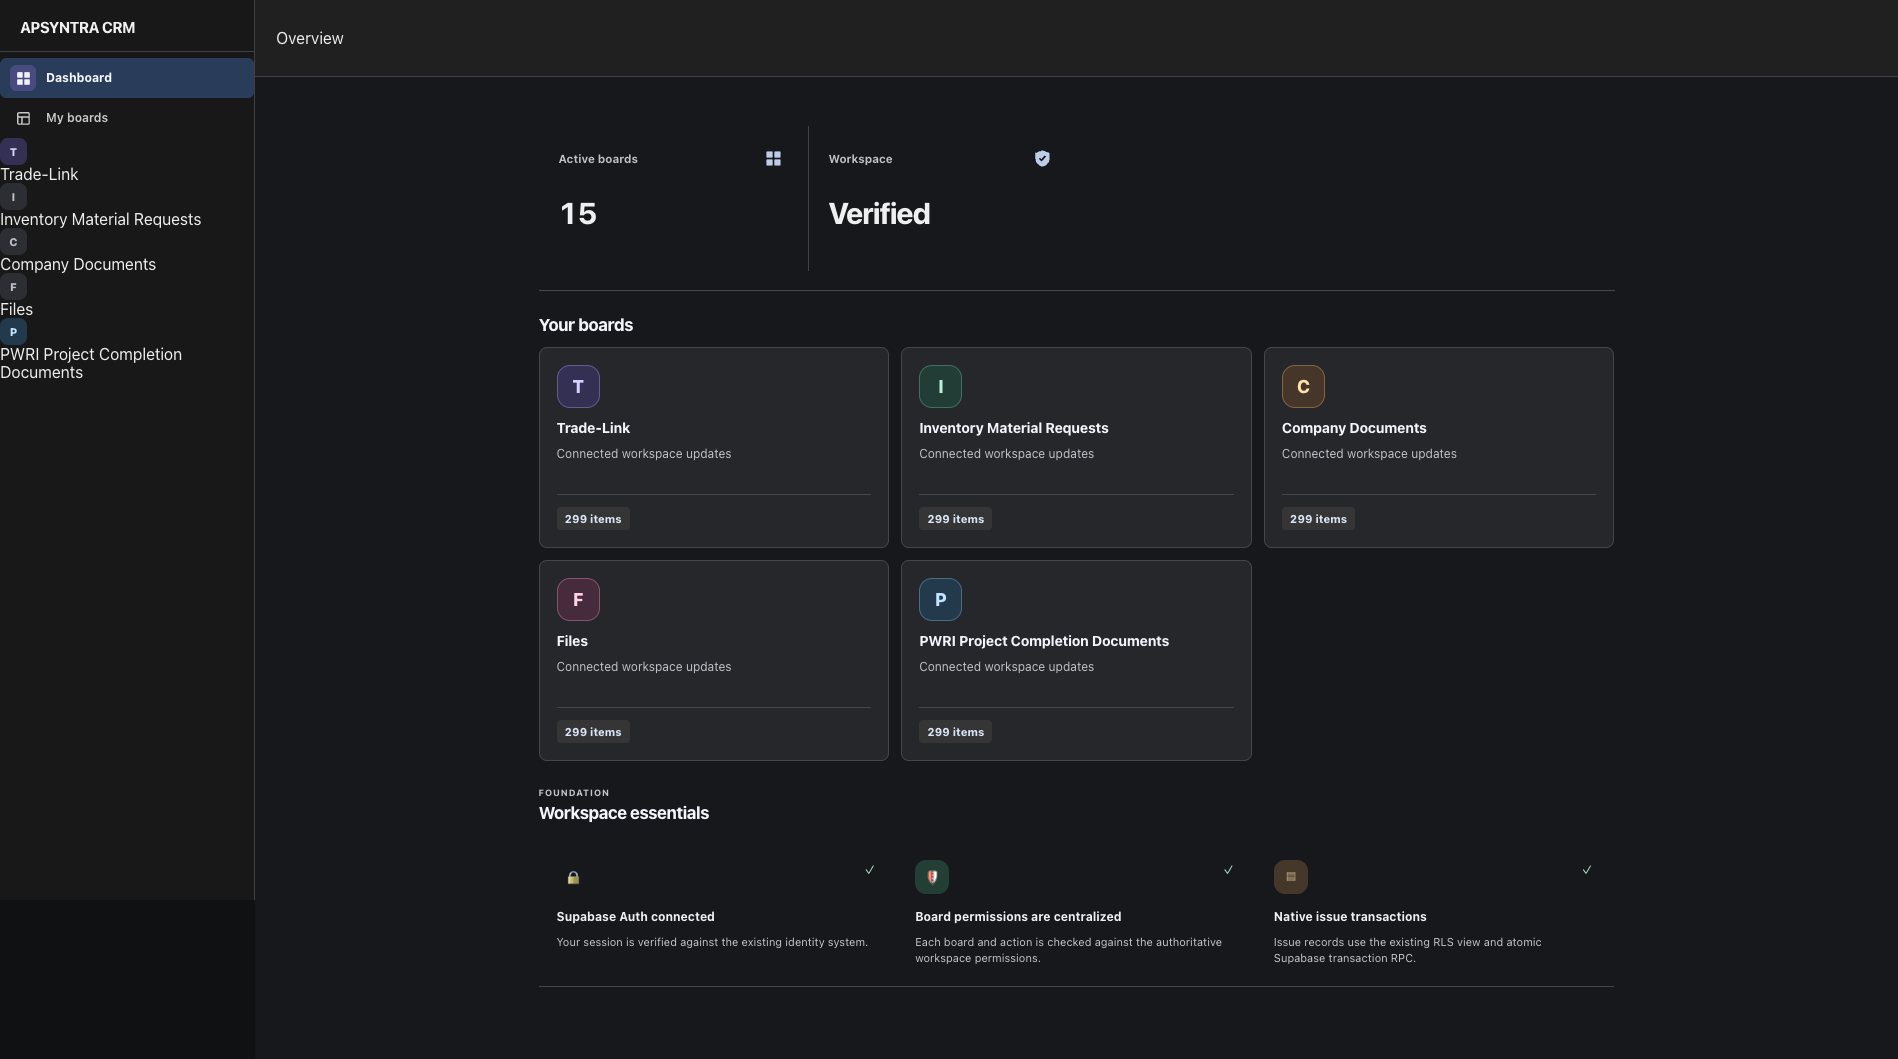 APSYNTRA CRM
Dashboard
My boards
T
Trade-Link
I
Inventory Material Requests
C
Company Documents
F
Files
P
PWRI Project Completion
Documents
Overview
Active boards
15
Workspace
Verified
Your boards
T
Trade-Link
Connected workspace updates
299 items
I
Inventory Material Requests
Connected workspace updates
299 items
C
Company Documents
Connected workspace updates
299 items
F
Files
Connected workspace updates
299 items
P
PWRI Project Completion Documents
Connected workspace updates
299 items
FOUNDATION
Workspace essentials
Supabase Auth connected
Your session is verified against the existing identity system.
Board permissions are centralized
Each board and action is checked against the authoritative
workspace permissions.
Native issue transactions
Issue records use the existing RLS view and atomic
Supabase transaction RPC.